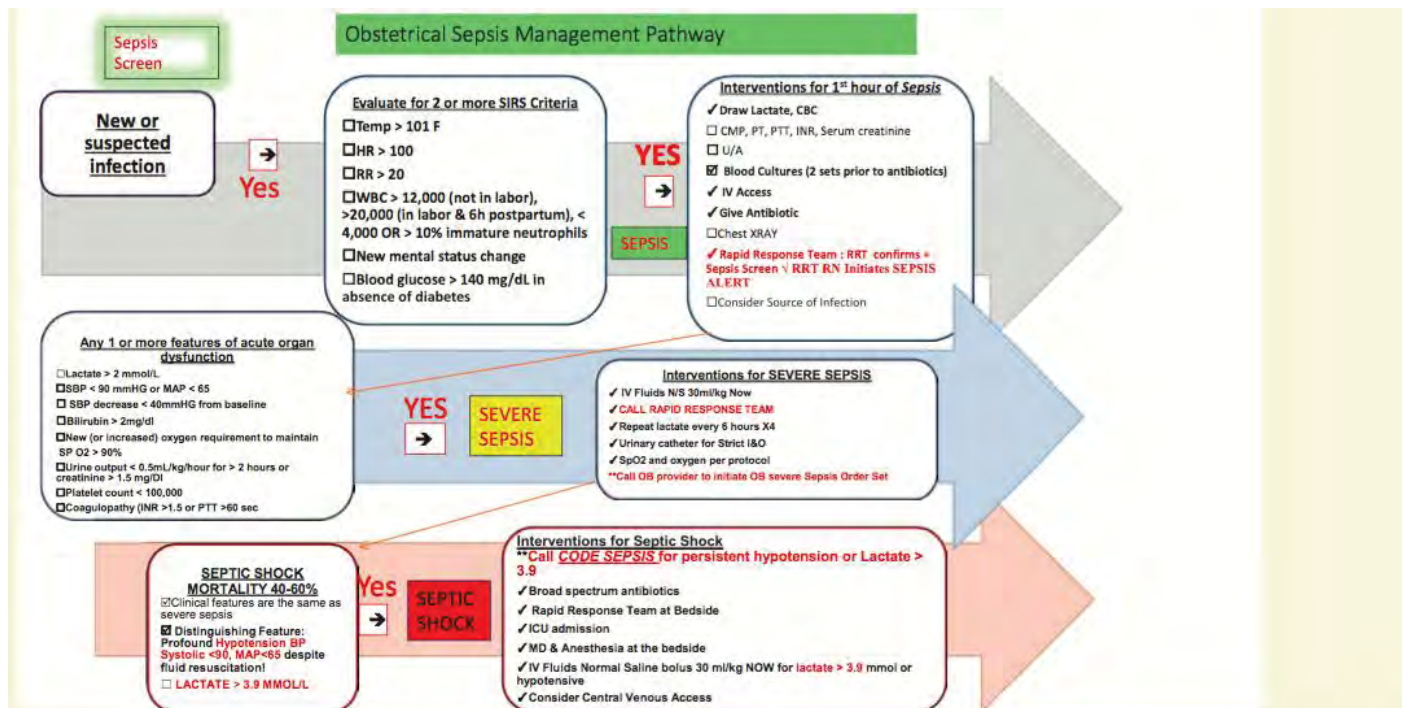 Sepsis
Screen
Obstetrical Sepsis Management Pathway
New or
suspected
infection
➔
Yes
Evaluate for 2 or more SIRS Criteria
☐Temp > 101 F
☐HR > 100
☐RR > 20
☐WBC > 12,000 (not in labor),
>20,000 (in labor & 6h postpartum), <
4,000 OR > 10% immature neutrophils
☐New mental status change
☐Blood glucose > 140 mg/dL in
absence of diabetes
YES
➔
SEPSIS
Interventions for 1st hour of Sepsis
✓Draw Lactate, CBC
☐ CMP, PT, PTT, INR, Serum creatinine
☐ U/A
☑ Blood Cultures (2 sets prior to antibiotics)
✓ IV Access
✓Give Antibiotic
☐Chest XRAY
✓Rapid Response Team : RRT confirms +
Sepsis Screen √ RRT RN Initiates SEPSIS
ALERT
☐Consider Source of Infection
Any 1 or more features of acute organ
dysfunction
☐Lactate > 2 mmol/L
☐SBP < 90 mmHG or MAP < 65
☐ SBP decrease < 40mmHG from baseline
☐Bilirubin > 2mg/dl
☐New (or increased) oxygen requirement to maintain
SP O2 > 90%
☐Urine output < 0.5mL/kg/hour for > 2 hours or
creatinine > 1.5 mg/Dl
☐Platelet count < 100,000
☐Coagulopathy (INR >1.5 or PTT >60 sec
YES
➔
SEVERE
SEPSIS
Interventions for SEVERE SEPSIS
✓ IV Fluids N/S 30ml/kg Now
✓CALL RAPID RESPONSE TEAM
✓Repeat lactate every 6 hours X4
✓Urinary catheter for Strict I&O
✓SpO2 and oxygen per protocol
**Call OB provider to initiate OB severe Sepsis Order Set
SEPTIC SHOCK
MORTALITY 40-60%
☑Clinical features are the same as
severe sepsis
☑ Distinguishing Feature:
Profound Hypotension BP
Systolic <90, MAP<65 despite
fluid resuscitation!
☐ LACTATE > 3.9 MMOL/L
Yes
➔
SEPTIC
SHOCK
Interventions for Septic Shock
**Call CODE SEPSIS for persistent hypotension or Lactate >
3.9
✓Broad spectrum antibiotics
✓ Rapid Response Team at Bedside
✓ICU admission
✓MD & Anesthesia at the bedside
✓IV Fluids Normal Saline bolus 30 ml/kg NOW for lactate > 3.9 mmol or
hypotensive
✓Consider Central Venous Access